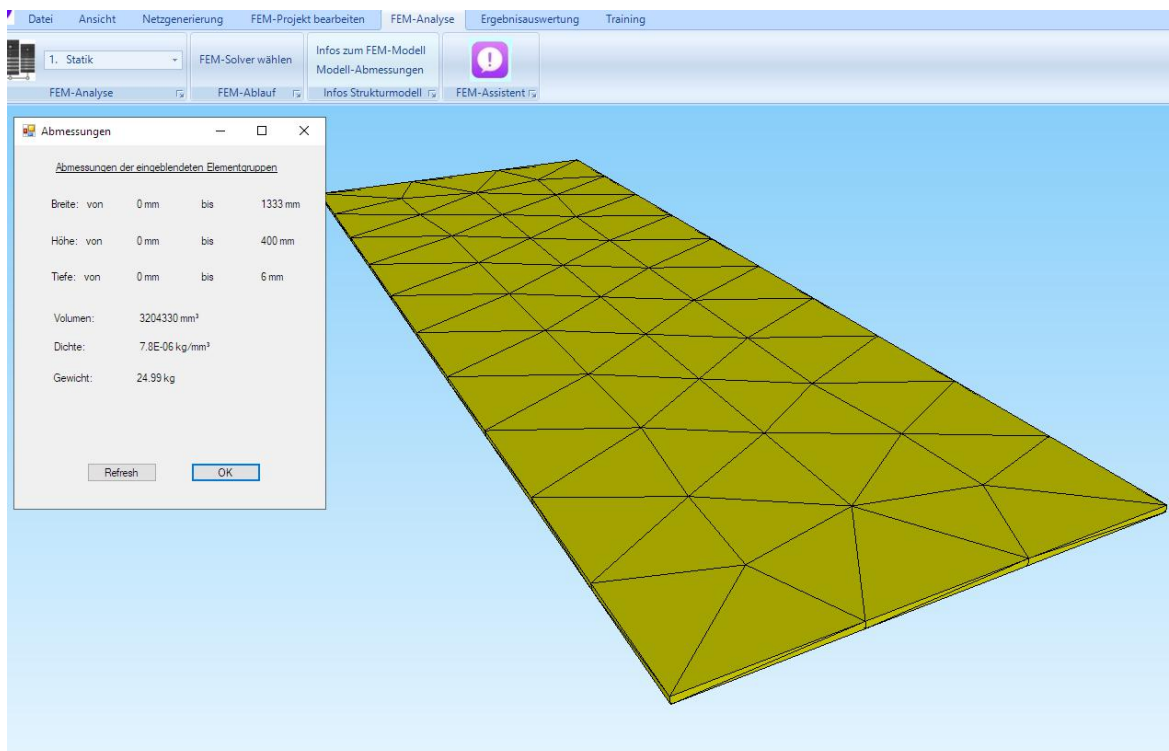 Datei Ansicht Netzgenerierung FEM-Projekt bearbeiten FEM-Analyse Ergebnisauswertung Training
1. Statik
FEM-Solver wählen
Infos zum FEM-Modell
Modell-Abmessungen
FEM-Analyse FEM-Ablauf Infos Strukturmodell FEM-Assistent
Abmessungen
Abmessungen der eingeblendeten Elementgruppen
Breite: von 0 mm bis 1333 mm
Höhe: von 0 mm bis 400 mm
Tiefe: von 0 mm bis 6 mm
Volumen: 3204330 mm³
Dichte: 7.8E-06 kg/mm³
Gewicht: 24.99 kg
Refresh OK